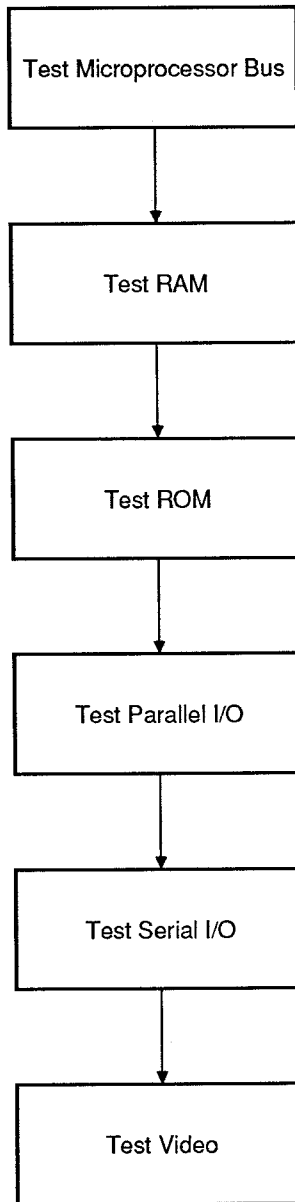 Test Microprocessor Bus
Test RAM
Test ROM
Test Parallel I/O
Test Serial I/O
Test Video